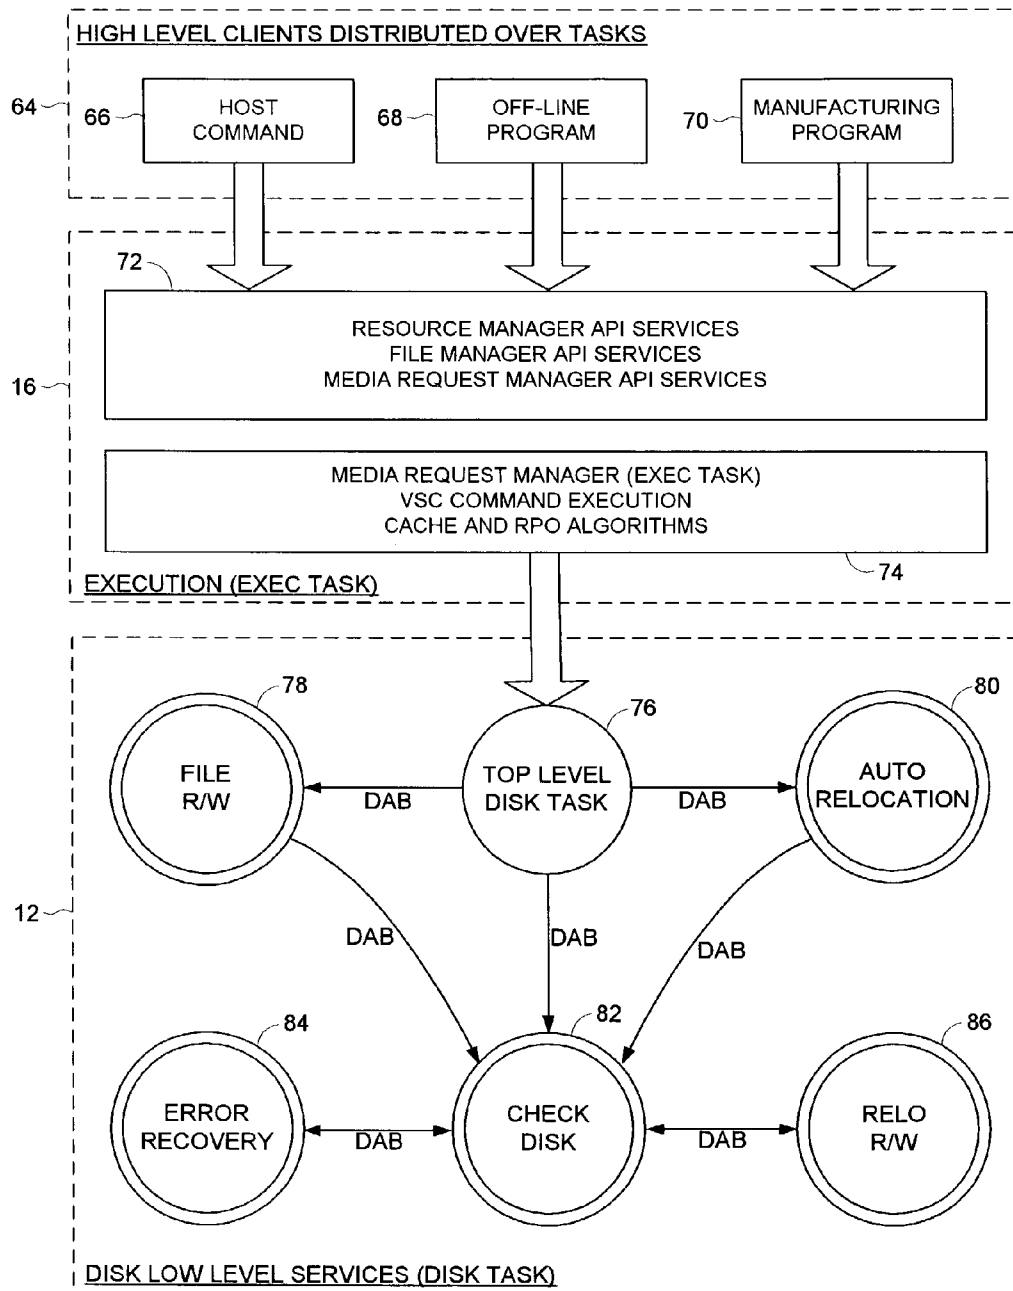 HIGH LEVEL CLIENTS DISTRIBUTED OVER TASKS
64
66
HOST
COMMAND
68
OFF-LINE
PROGRAM
70
MANUFACTURING
PROGRAM
72
16
RESOURCE MANAGER API SERVICES
FILE MANAGER API SERVICES
MEDIA REQUEST MANAGER API SERVICES
MEDIA REQUEST MANAGER (EXEC TASK)
VSC COMMAND EXECUTION
CACHE AND RPO ALGORITHMS
74
EXECUTION (EXEC TASK)
78
76
80
FILE
R/W
DAB
TOP LEVEL
DISK TASK
DAB
AUTO
RELOCATION
12
DAB
DAB
DAB
84
82
86
ERROR
RECOVERY
DAB
CHECK
DISK
DAB
RELO
R/W
DISK LOW LEVEL SERVICES (DISK TASK)